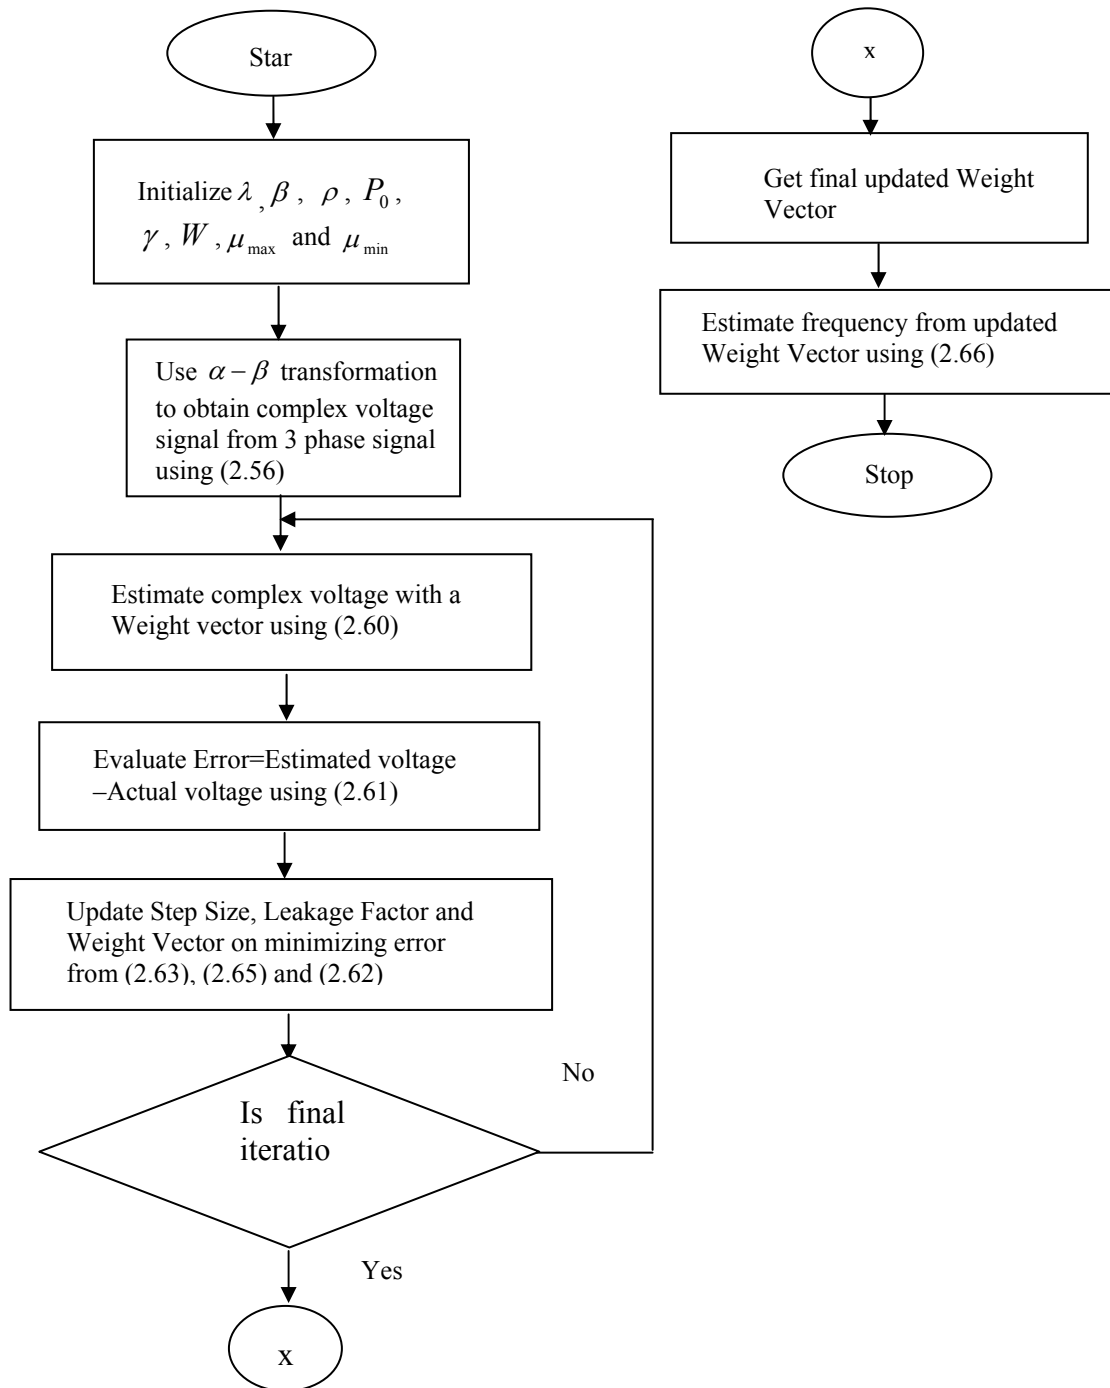 Star
Initialize λ, β, ρ, P₀,
γ, W, μ_max and μ_min
Use α − β transformation
to obtain complex voltage
signal from 3 phase signal
using (2.56)
Estimate complex voltage with a
Weight vector using (2.60)
Evaluate Error=Estimated voltage
–Actual voltage using (2.61)
Update Step Size, Leakage Factor and
Weight Vector on minimizing error
from (2.63), (2.65) and (2.62)
No
Is final
iteratio
Yes
x
x
Get final updated Weight
Vector
Estimate frequency from updated
Weight Vector using (2.66)
Stop